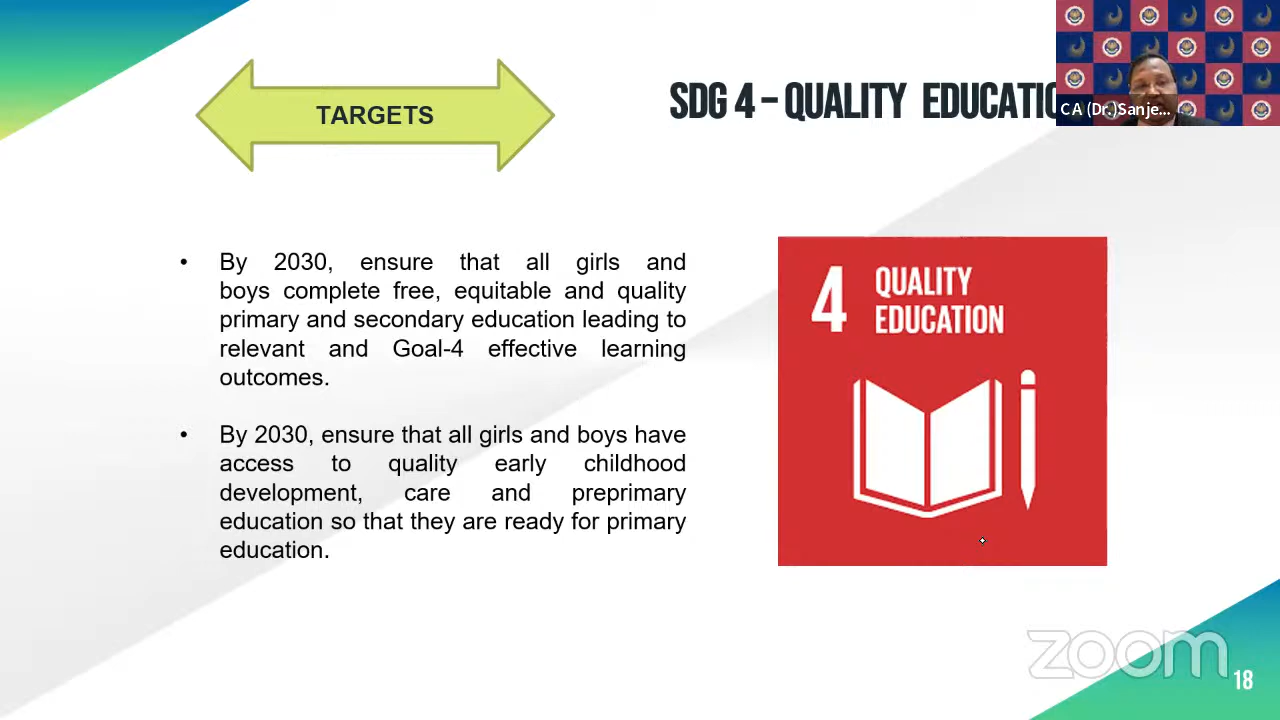 TARGETS
SDG 4 – QUALITY EDUCATIO
CA (Dr.)Sanje...
• By 2030, ensure that all girls and
boys complete free, equitable and quality
primary and secondary education leading to
relevant and Goal-4 effective learning
outcomes.
• By 2030, ensure that all girls and boys have
access to quality early childhood
development, care and preprimary
education so that they are ready for primary
education.
4 QUALITY
EDUCATION
zoom
18